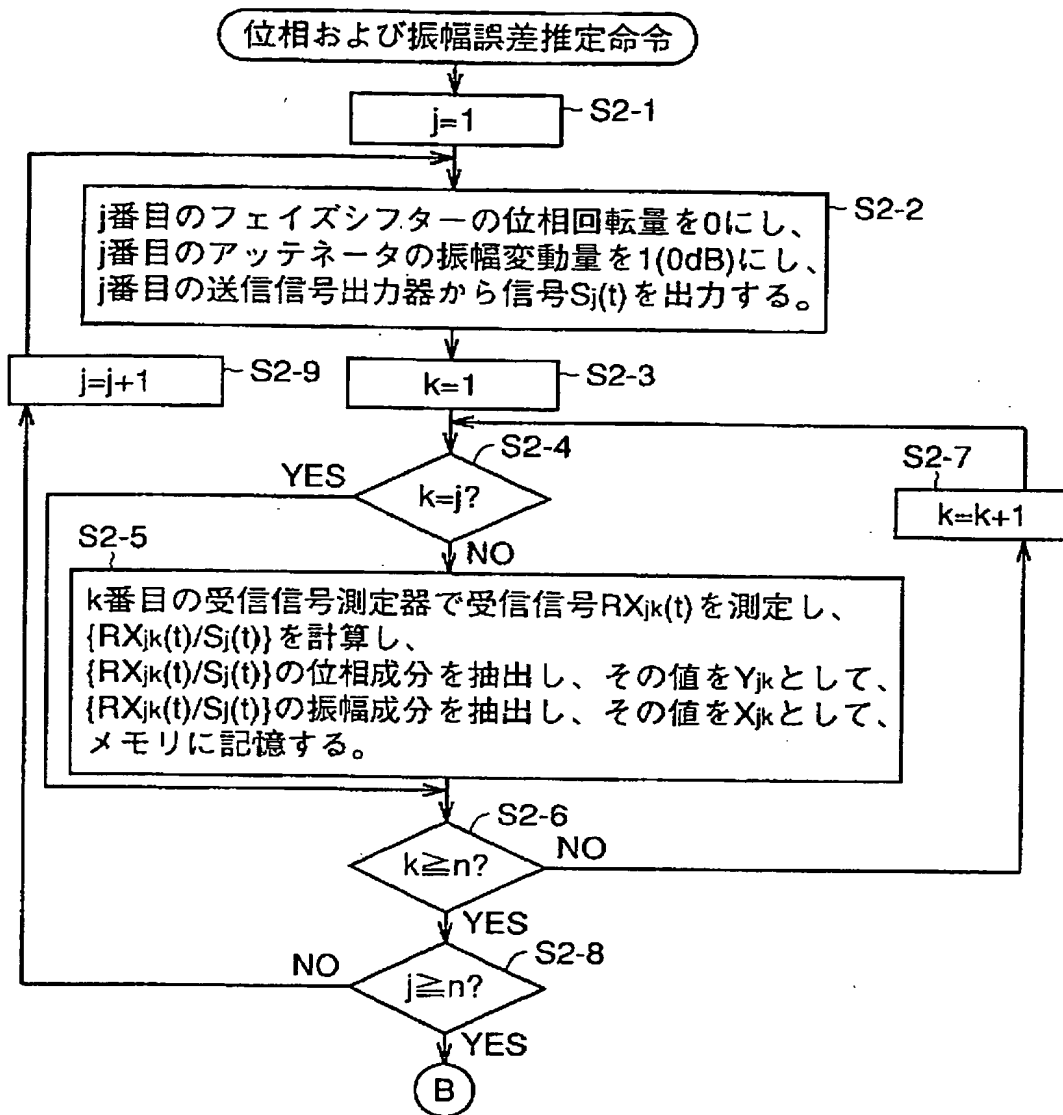 位相および振幅誤差推定命令
j=1
S2-1
j番目のフェイズシフターの位相回転量を0にし、
j番目のアッテネータの振幅変動量を1(0dB)にし、
j番目の送信信号出力器から信号Sj(t)を出力する。
S2-2
j=j+1
S2-9
k=1
S2-3
S2-4
YES
k=j?
NO
S2-7
k=k+1
S2-5
k番目の受信信号測定器で受信信号RXjk(t)を測定し、
{RXjk(t)/Sj(t)}を計算し、
{RXjk(t)/Sj(t)}の位相成分を抽出し、その値をYjkとして、
{RXjk(t)/Sj(t)}の振幅成分を抽出し、その値をXjkとして、
メモリに記憶する。
S2-6
k≧n?
NO
YES
S2-8
NO
j≧n?
YES
B